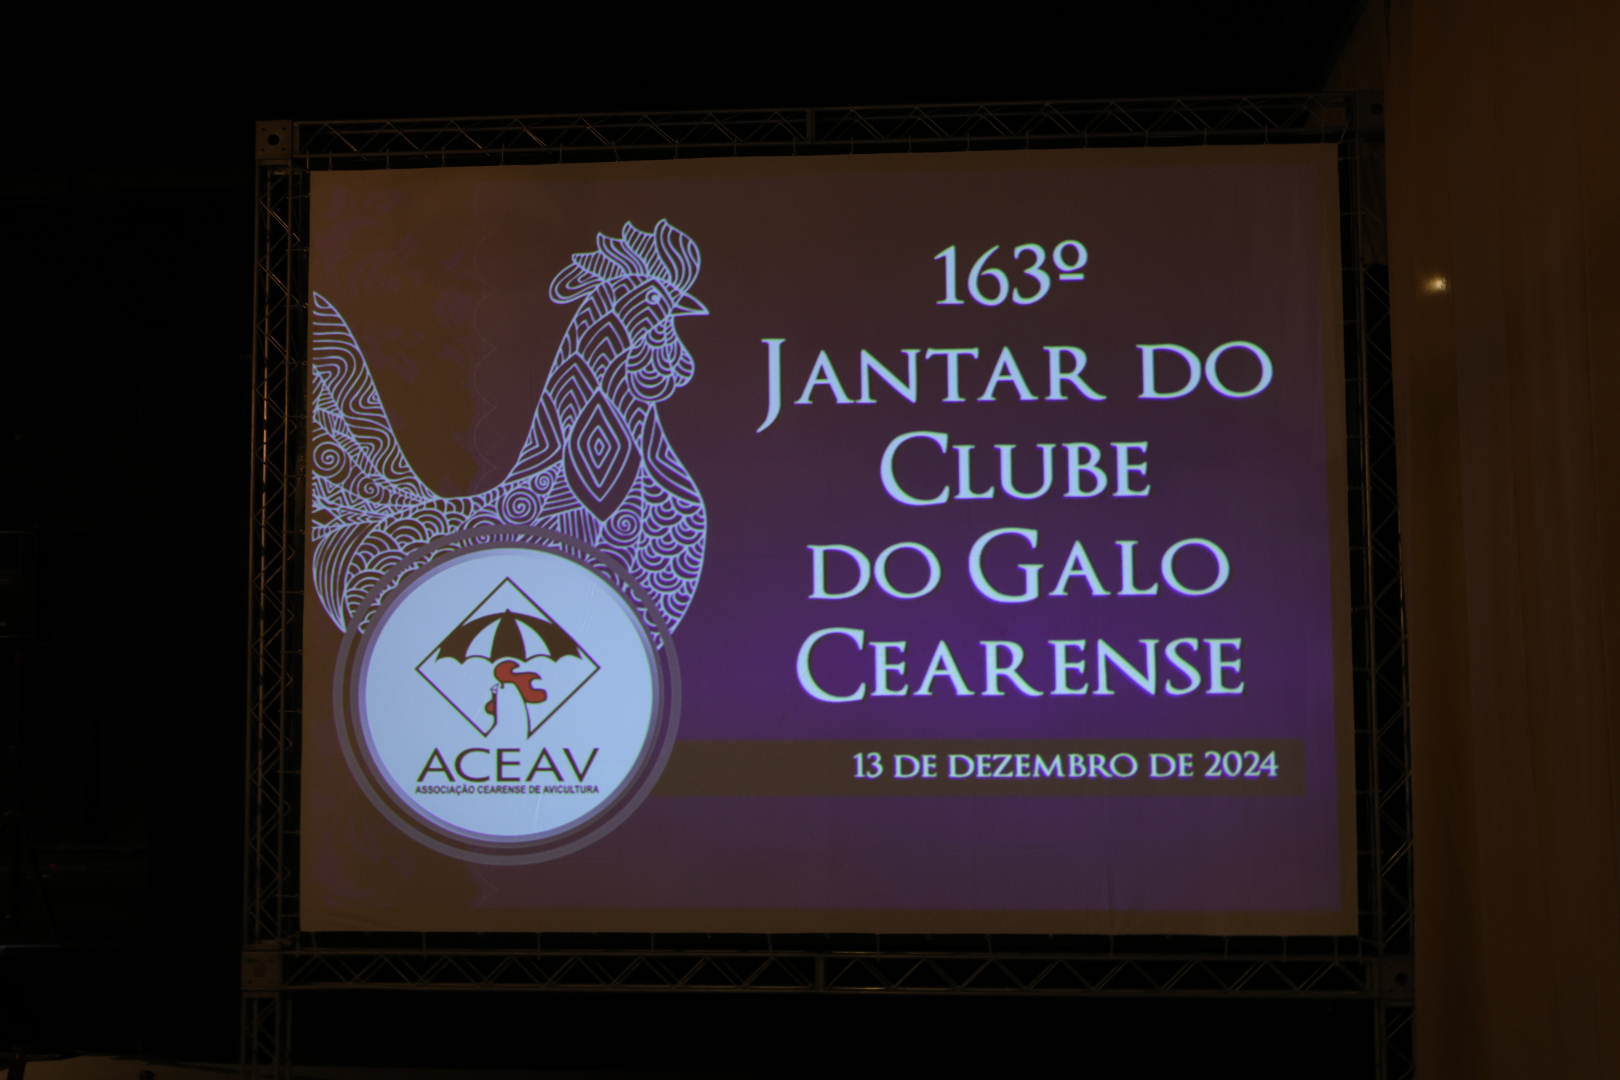 163º
JANTAR DO
CLUBE
DO GALO
CEARENSE
13 DE DEZEMBRO DE 2024
ACEAV
ASSOCIAÇÃO CEARENSE DE AVICULTURA